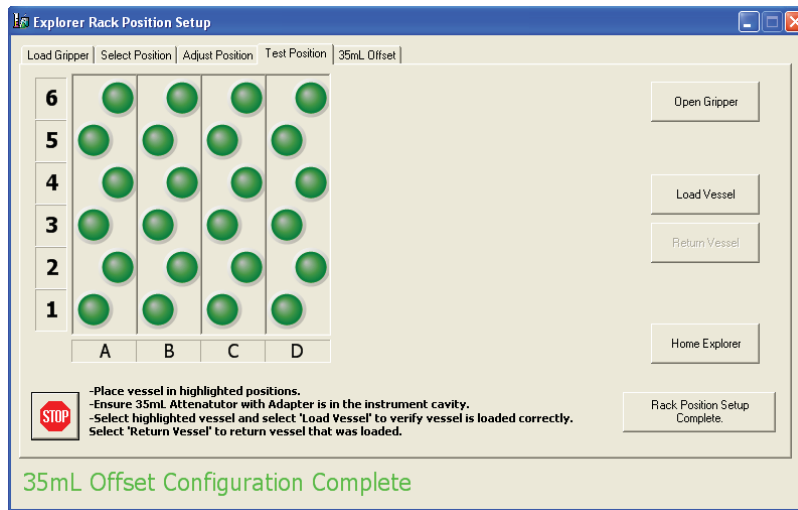 Explorer Rack Position Setup
Load Gripper
Select Position
Adjust Position
Test Position
35mL Offset
6
5
4
3
2
1
A B C D
Open Gripper
Load Vessel
Return Vessel
Home Explorer
Rack Position Setup
Complete.
STOP
-Place vessel in highlighted positions.
-Ensure 35mL Attenatutor with Adapter is in the instrument cavity.
-Select highlighted vessel and select 'Load Vessel' to verify vessel is loaded correctly.
Select 'Return Vessel' to return vessel that was loaded.
35mL Offset Configuration Complete